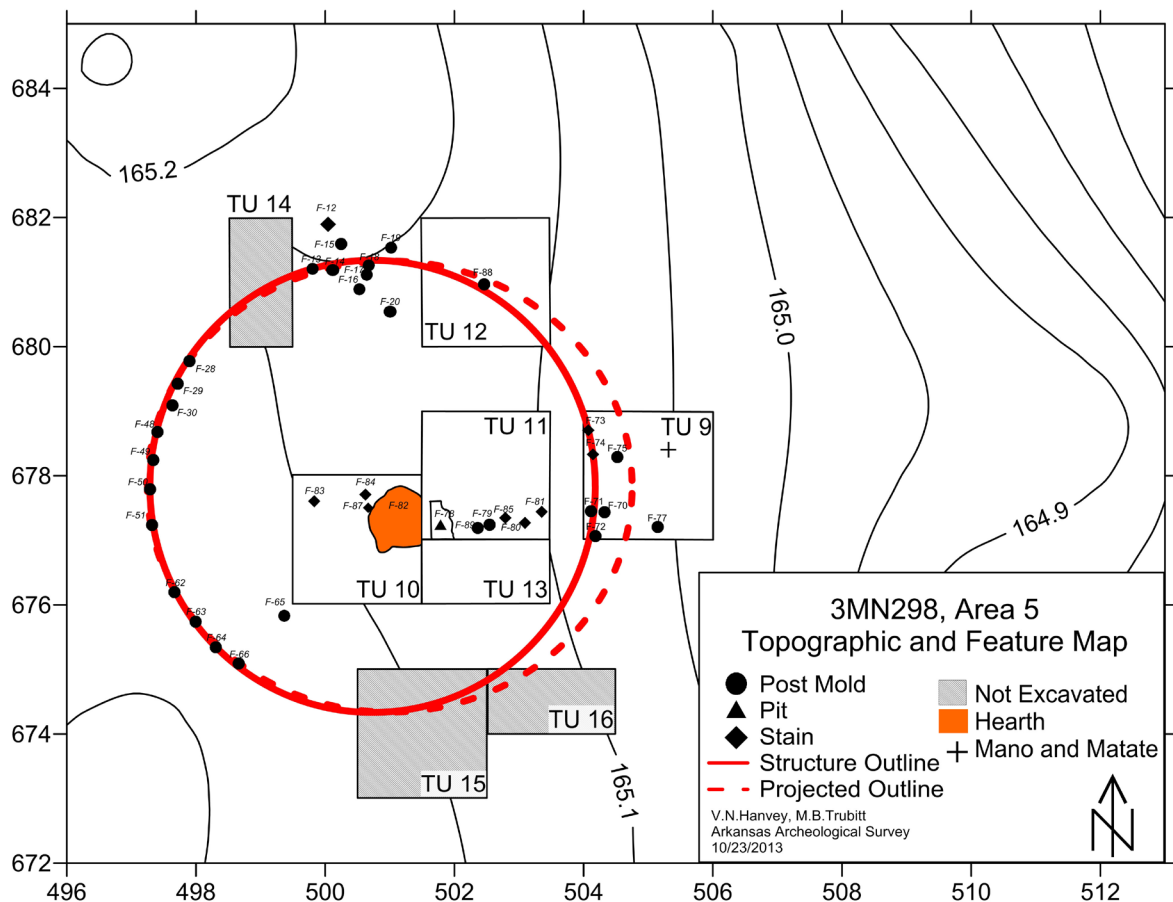 684
682
680
678
676
674
672
496
498
500
502
504
506
508
510
512
165.2
165.0
164.9
165.1
TU 14
F-12
F-15
F-19
F-13
F-14
F-17
F-18
F-16
F-20
F-88
TU 12
F-28
F-29
F-30
F-48
F-49
F-50
F-51
TU 11
F-73
TU 9
F-74
F-75
F-84
F-83
F-87
F-82
F-78
F-79
F-85
F-81
F-89
F-80
F-71
F-70
F-72
F-77
F-62
F-63
F-64
F-66
F-65
TU 10
TU 13
TU 16
TU 15
3MN298, Area 5
Topographic and Feature Map
Post Mold
Pit
Stain
Structure Outline
Projected Outline
Not Excavated
Hearth
Mano and Matate
V.N.Hanvey, M.B.Trubitt
Arkansas Archeological Survey
10/23/2013
N